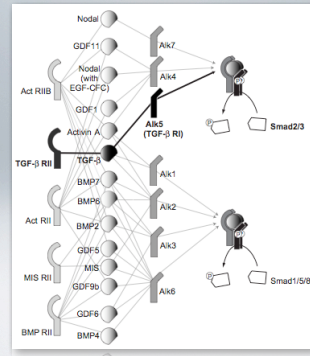 Nodal
GDF11
Nodal
(with
EGF-CFC)
GDF1
Activin A
TGF-β
BMP7
BMP6
BMP2
GDF5
MIS
GDF9b
GDF6
BMP4
Act RIIB
TGF-β RII
Act RII
MIS RII
BMP RII
Alk7
Alk4
Alk5
(TGF-β RI)
Alk1
Alk2
Alk3
Alk6
P
P
Smad2/3
P
P
Smad1/5/8